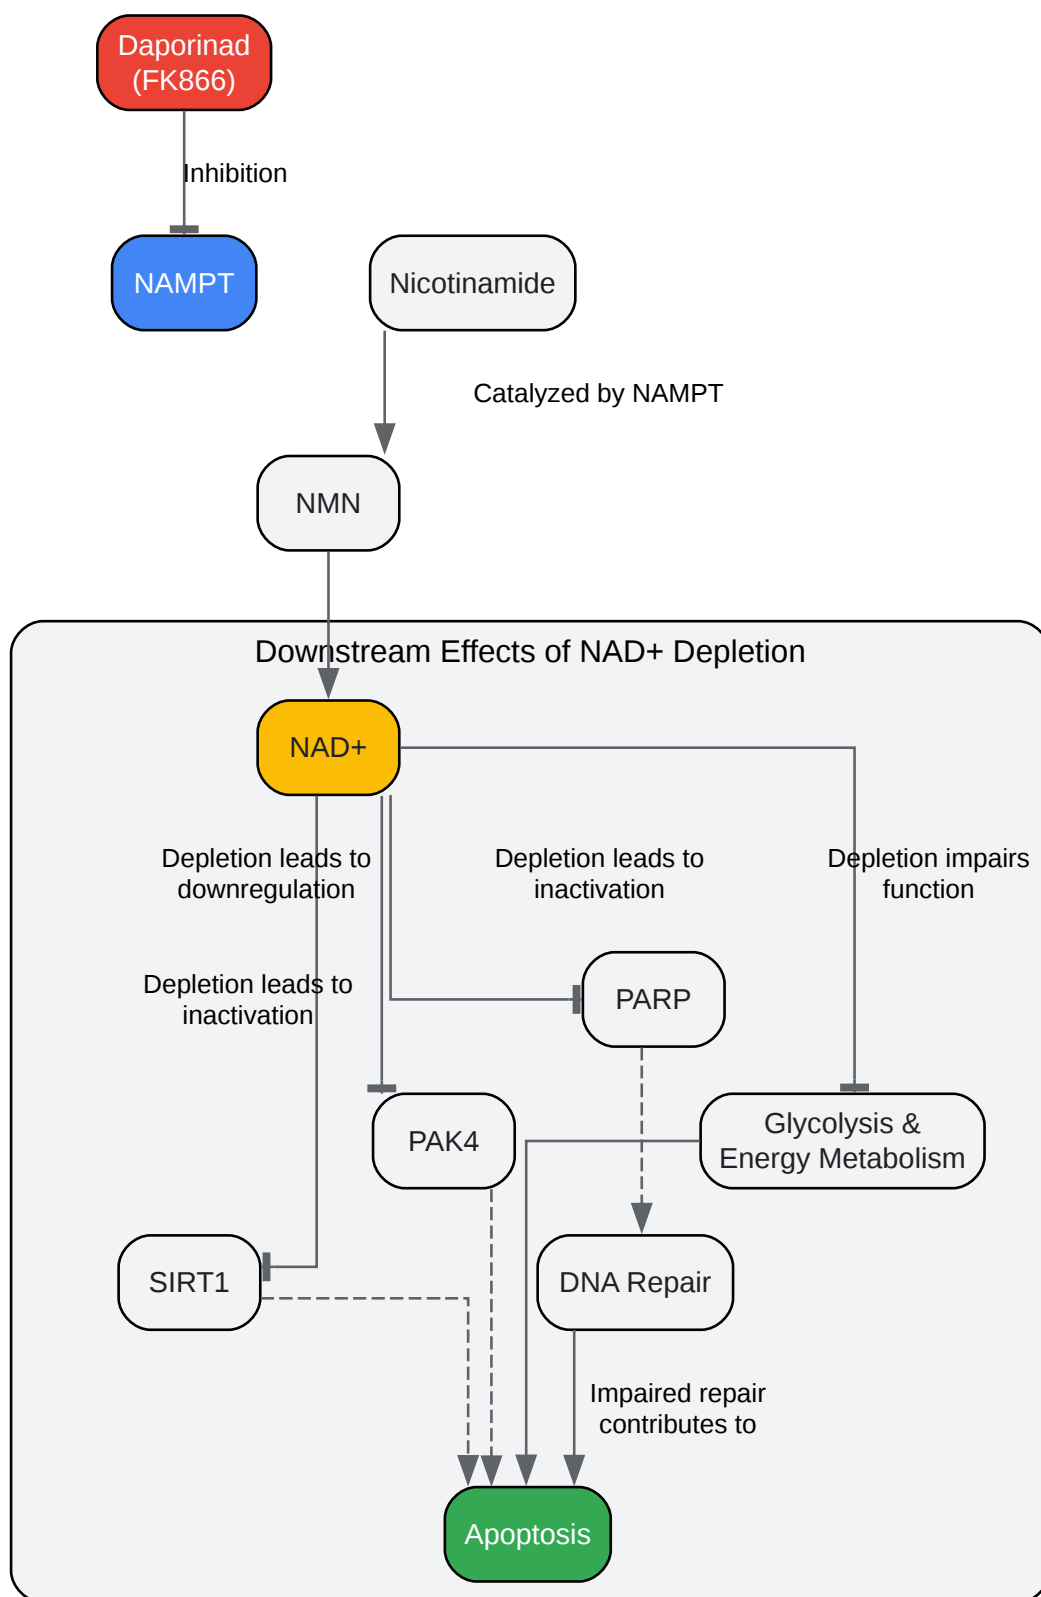 Daporinad
(FK866)
Inhibition
NAMPT
Nicotinamide
Catalyzed by NAMPT
NMN
Downstream Effects of NAD+ Depletion
NAD+
Depletion leads to
downregulation
Depletion leads to
inactivation
Depletion impairs
function
Depletion leads to
inactivation
PARP
PAK4
Glycolysis &
Energy Metabolism
SIRT1
DNA Repair
Impaired repair
contributes to
Apoptosis